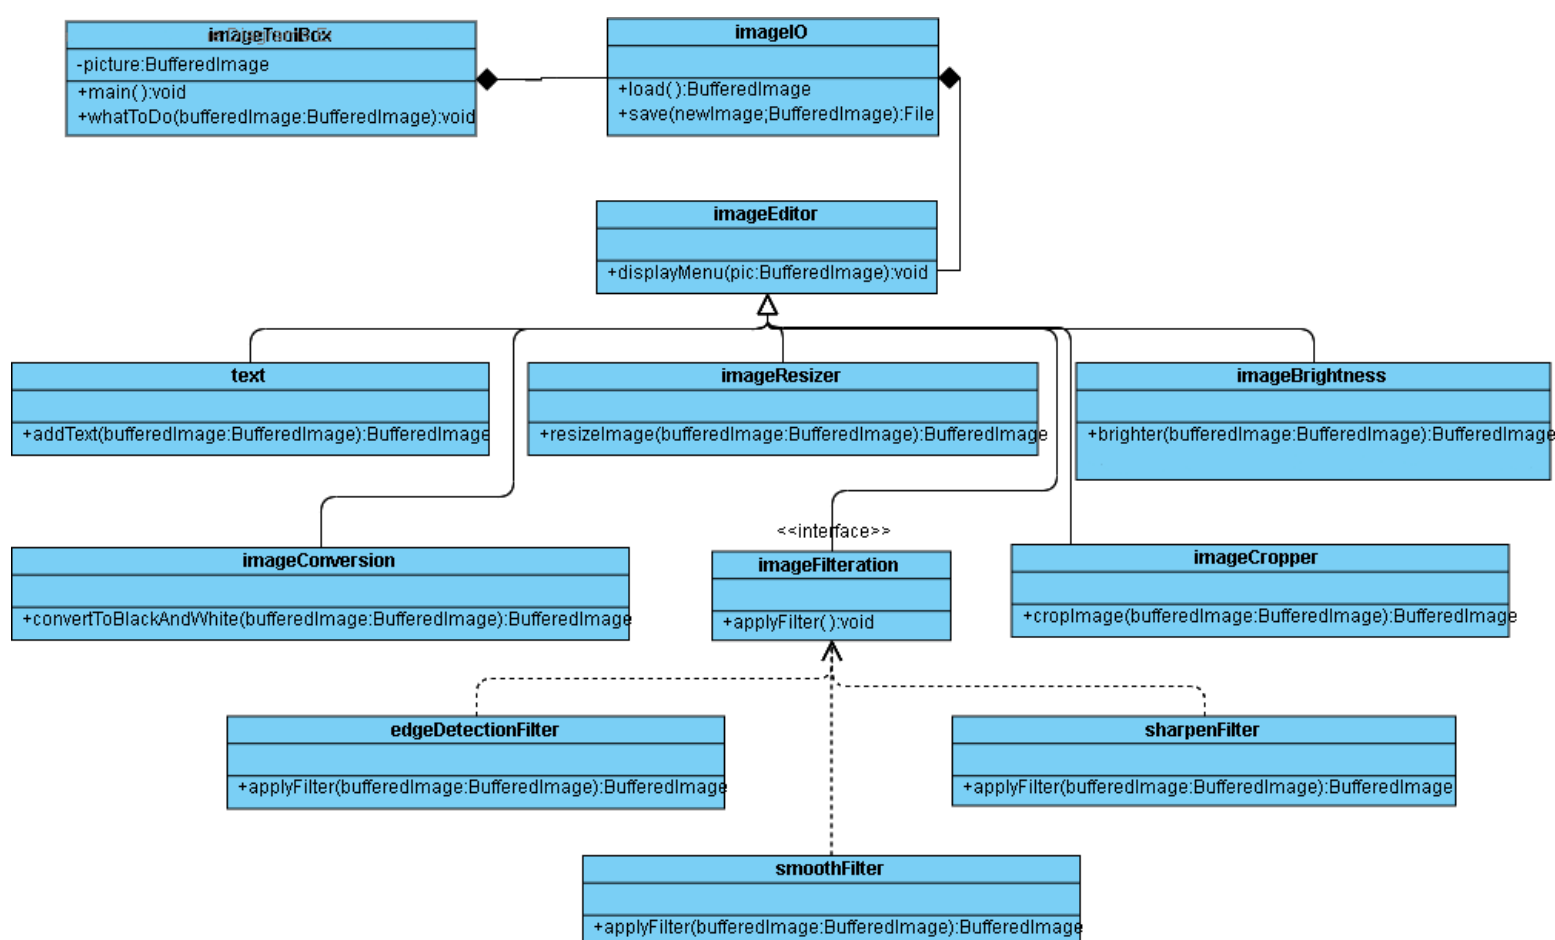 imageToolBox
-picture:BufferedImage
+main():void
+whatToDo(bufferedImage:BufferedImage):void
imageIO
+load():BufferedImage
+save(newImage;BufferedImage):File
imageEditor
+displayMenu(pic:BufferedImage):void
text
+addText(bufferedImage:BufferedImage):BufferedImage
imageResizer
+resizeImage(bufferedImage:BufferedImage):BufferedImage
imageBrightness
+brighter(bufferedImage:BufferedImage):BufferedImage
imageConversion
+convertToBlackAndWhite(bufferedImage:BufferedImage):BufferedImage
<<interface>>
imageFilteration
+applyFilter():void
imageCropper
+cropImage(bufferedImage:BufferedImage):BufferedImage
edgeDetectionFilter
+applyFilter(bufferedImage:BufferedImage):BufferedImage
sharpenFilter
+applyFilter(bufferedImage:BufferedImage):BufferedImage
smoothFilter
+applyFilter(bufferedImage:BufferedImage):BufferedImage